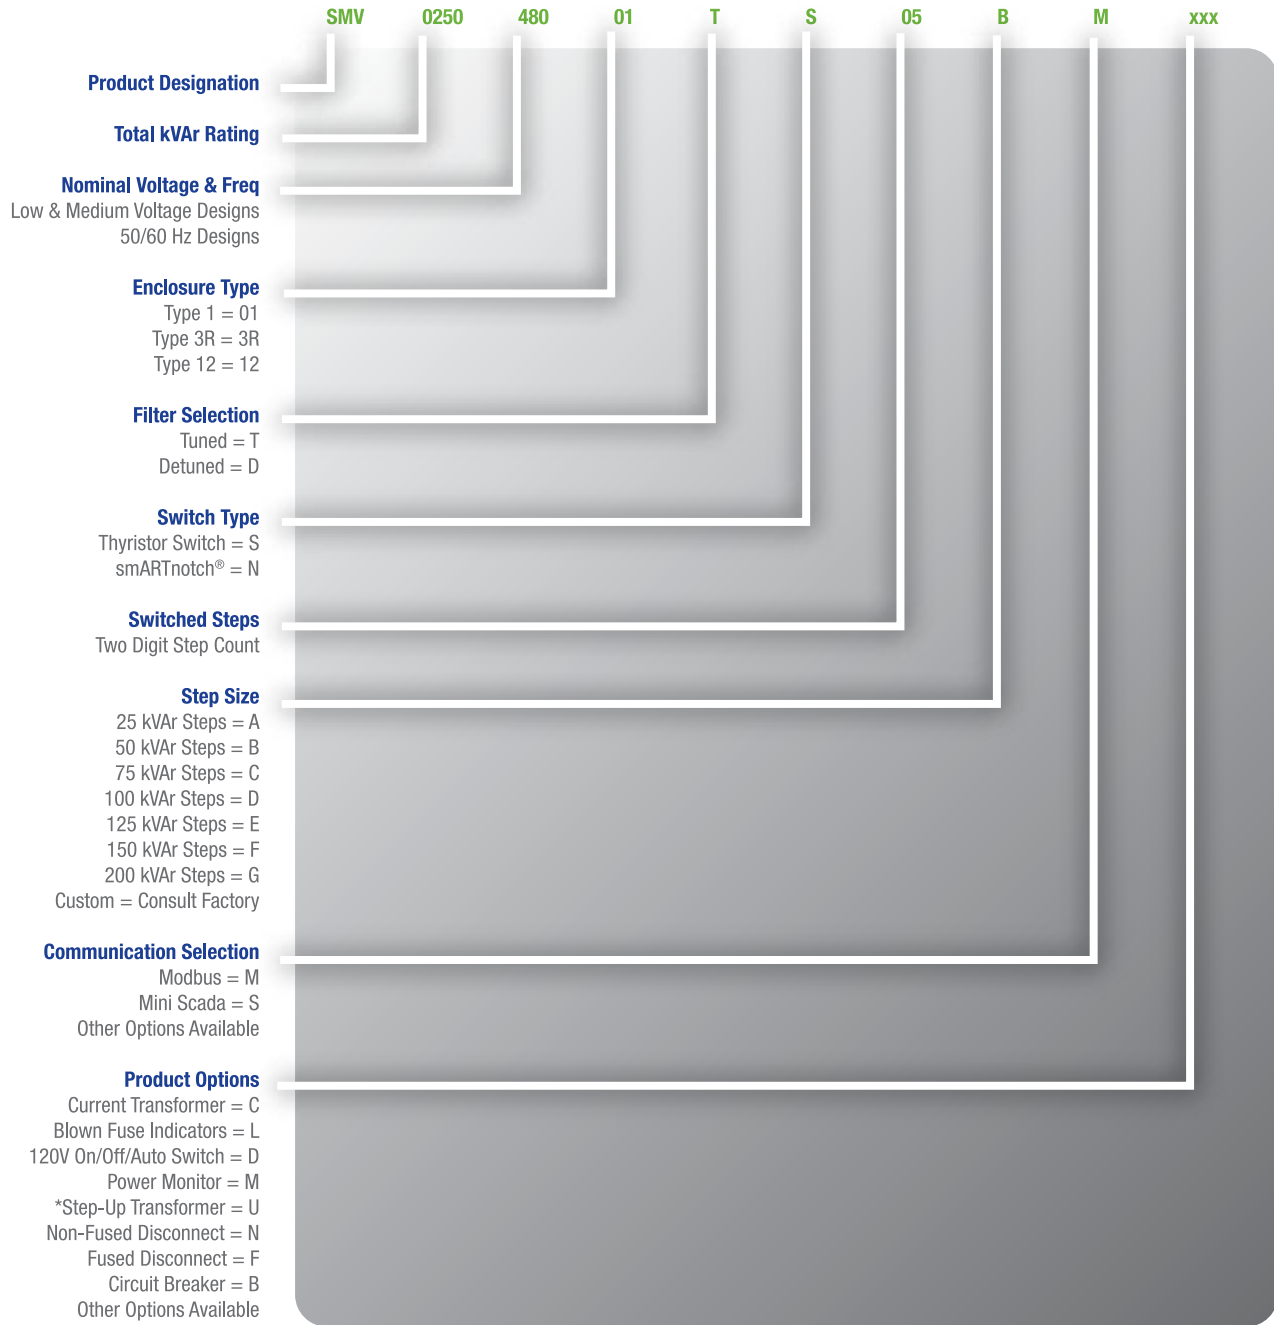 SMV 0250 480 01 T S 05 B M xxx
Product Designation
Total kVAr Rating
Nominal Voltage & Freq
Low & Medium Voltage Designs
50/60 Hz Designs
Enclosure Type
Type 1 = 01
Type 3R = 3R
Type 12 = 12
Filter Selection
Tuned = T
Detuned = D
Switch Type
Thyristor Switch = S
smARTnotch® = N
Switched Steps
Two Digit Step Count
Step Size
25 kVAr Steps = A
50 kVAr Steps = B
75 kVAr Steps = C
100 kVAr Steps = D
125 kVAr Steps = E
150 kVAr Steps = F
200 kVAr Steps = G
Custom = Consult Factory
Communication Selection
Modbus = M
Mini Scada = S
Other Options Available
Product Options
Current Transformer = C
Blown Fuse Indicators = L
120V On/Off/Auto Switch = D
Power Monitor = M
*Step-Up Transformer = U
Non-Fused Disconnect = N
Fused Disconnect = F
Circuit Breaker = B
Other Options Available